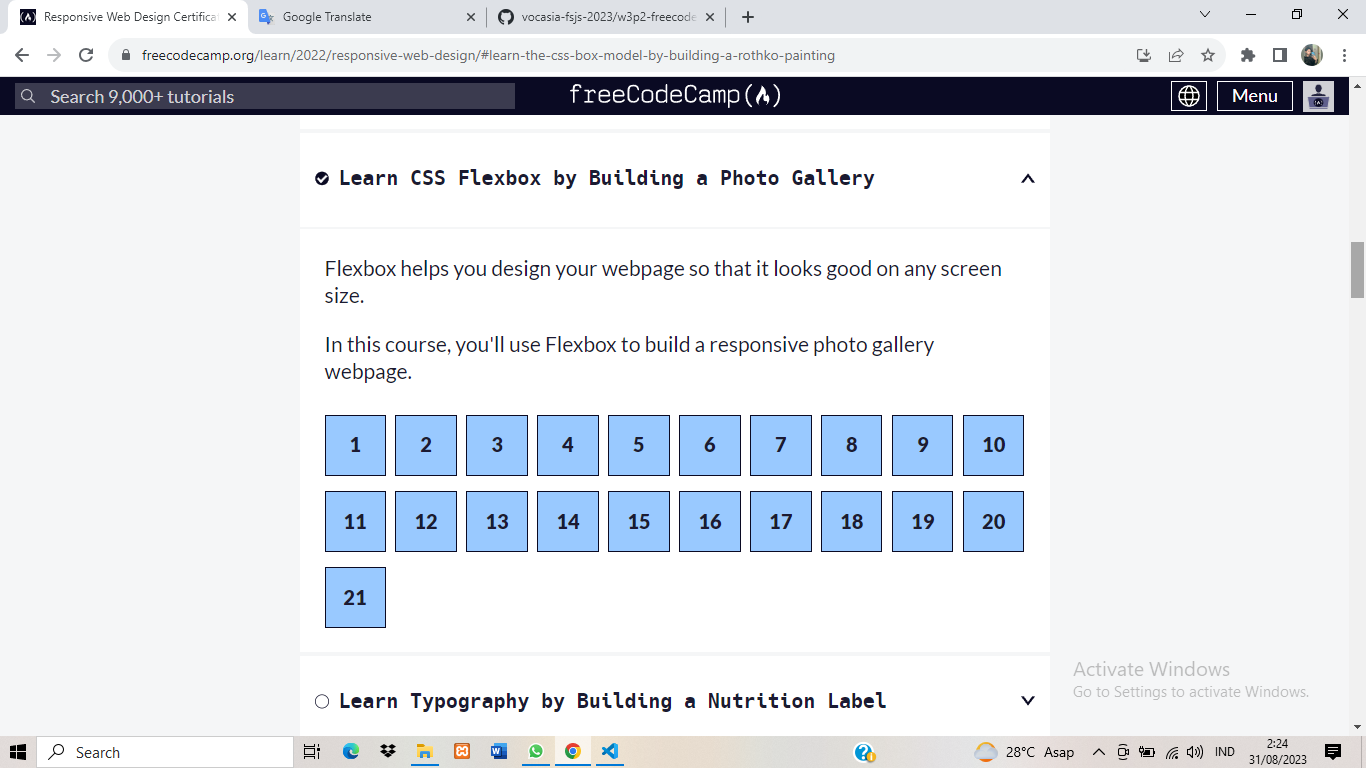 Responsive Web Design Certificat
Google Translate
vocasia-fsjs-2023/w3p2-freecode
freecodecamp.org/learn/2022/responsive-web-design/#learn-the-css-box-model-by-building-a-rothko-painting
Search 9,000+ tutorials
freeCodeCamp
Menu
Learn CSS Flexbox by Building a Photo Gallery
Flexbox helps you design your webpage so that it looks good on any screen
size.
In this course, you'll use Flexbox to build a responsive photo gallery
webpage.
1 2 3 4 5 6 7 8 9 10
11 12 13 14 15 16 17 18 19 20
21
Activate Windows
Go to Settings to activate Windows.
Learn Typography by Building a Nutrition Label
Search
28°C Asap
IND
2:24
31/08/2023